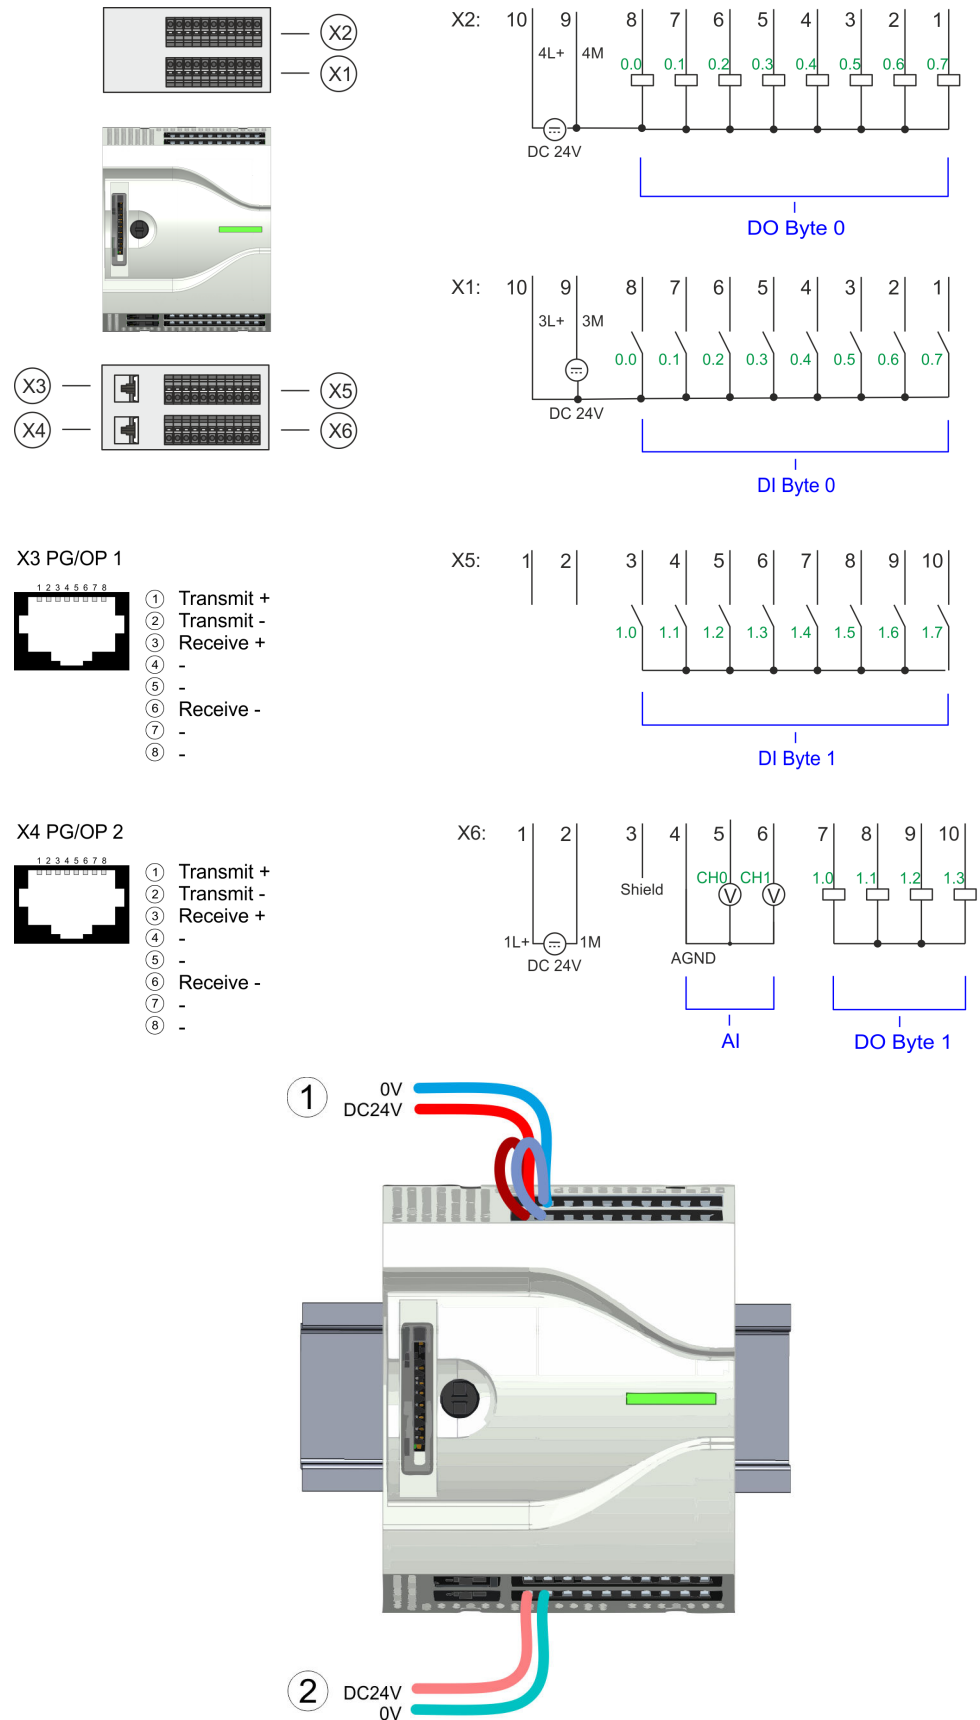 X2
X1
X2: 10 9 8 7 6 5 4 3 2 1
4L+ 4M
0.0 0.1 0.2 0.3 0.4 0.5 0.6 0.7
DC 24V
DO Byte 0
X1: 10 9 8 7 6 5 4 3 2 1
3L+ 3M
0.0 0.1 0.2 0.3 0.4 0.5 0.6 0.7
DC 24V
DI Byte 0
X3
X4
X5
X6
X3 PG/OP 1
1 2 3 4 5 6 7 8
1 Transmit +
2 Transmit -
3 Receive +
4 -
5 -
6 Receive -
7 -
8 -
X5: 1 2 3 4 5 6 7 8 9 10
1.0 1.1 1.2 1.3 1.4 1.5 1.6 1.7
DI Byte 1
X4 PG/OP 2
1 2 3 4 5 6 7 8
1 Transmit +
2 Transmit -
3 Receive +
4 -
5 -
6 Receive -
7 -
8 -
X6: 1 2 3 4 5 6 7 8 9 10
CH0 CH1 1.0 1.1 1.2 1.3
Shield
1L+ 1M
DC 24V
AGND
AI
DO Byte 1
1
0V
DC24V
2
DC24V
0V